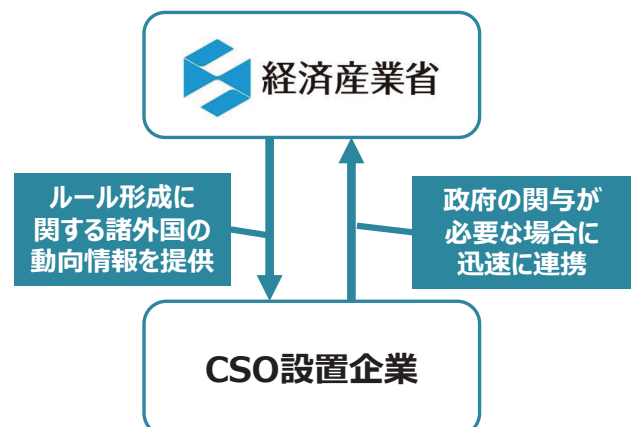 経済産業省
ルール形成に
関する諸外国の
動向情報を提供
政府の関与が
必要な場合に
迅速に連携
CSO設置企業